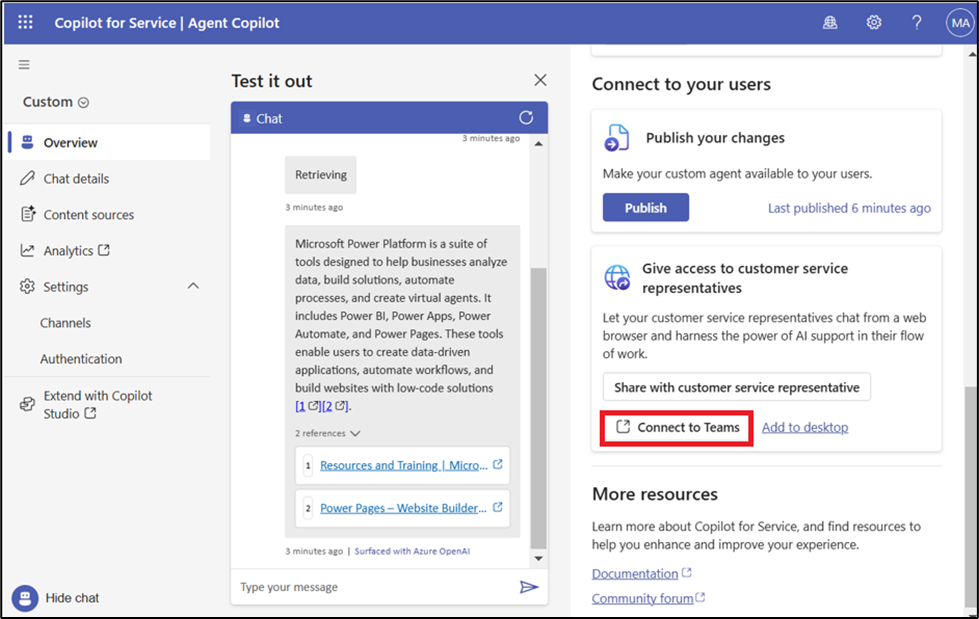 Copilot for Service | Agent Copilot
?
MA
Custom
Overview
Chat details
Content sources
Analytics
Settings
Channels
Authentication
Extend with Copilot
Studio
Hide chat
Test it out
Chat
3 minutes ago
Retrieving
3 minutes ago
Microsoft Power Platform is a suite of
tools designed to help businesses analyze
data, build solutions, automate
processes, and create virtual agents. It
includes Power BI, Power Apps, Power
Automate, and Power Pages. These tools
enable users to create data-driven
applications, automate workflows, and
build websites with low-code solutions
[1][2].
2 references
1 Resources and Training | Micro...
2 Power Pages – Website Builder...
3 minutes ago | Surfaced with Azure OpenAI
Type your message
Connect to your users
Publish your changes
Make your custom agent available to your users.
Publish
Last published 6 minutes ago
Give access to customer service
representatives
Let your customer service representatives chat from a web
browser and harness the power of AI support in their flow
of work.
Share with customer service representative
Connect to Teams
Add to desktop
More resources
Learn more about Copilot for Service, and find resources to
help you enhance and improve your experience.
Documentation
Community forum